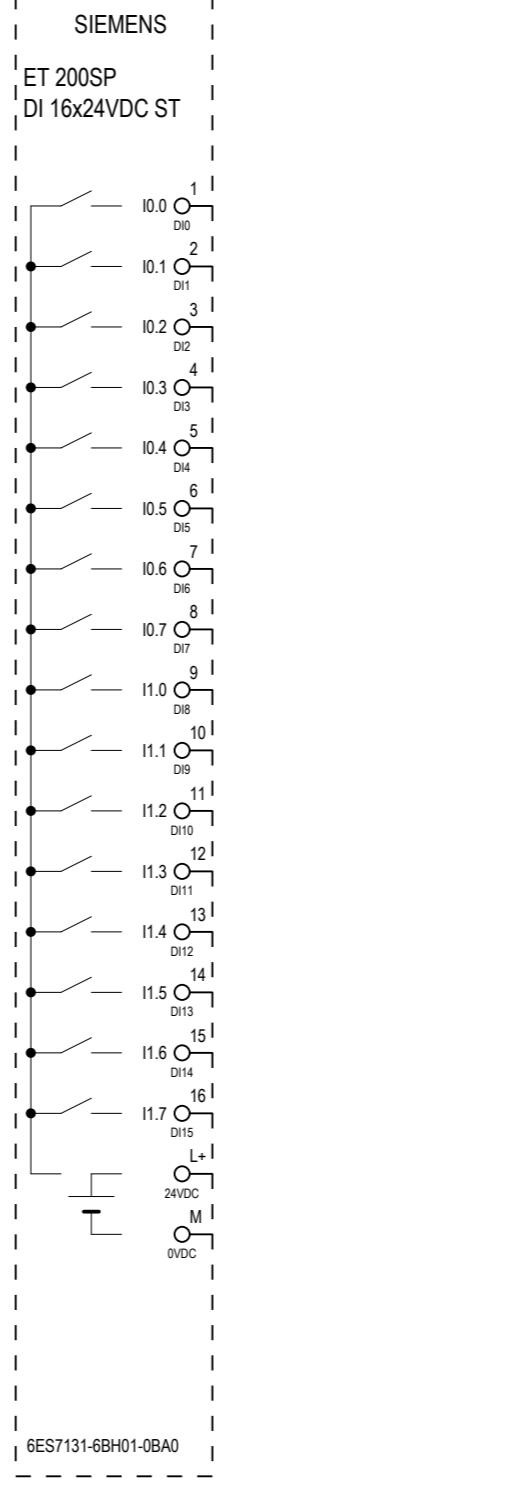 SIEMENS
ET 200SP
DI 16x24VDC ST
1
I0.0
DI0
2
I0.1
DI1
3
I0.2
DI2
4
I0.3
DI3
5
I0.4
DI4
6
I0.5
DI5
7
I0.6
DI6
8
I0.7
DI7
9
I1.0
DI8
10
I1.1
DI9
11
I1.2
DI10
12
I1.3
DI11
13
I1.4
DI12
14
I1.5
DI13
15
I1.6
DI14
16
I1.7
DI15
L+
24VDC
M
0VDC
6ES7131-6BH01-0BA0